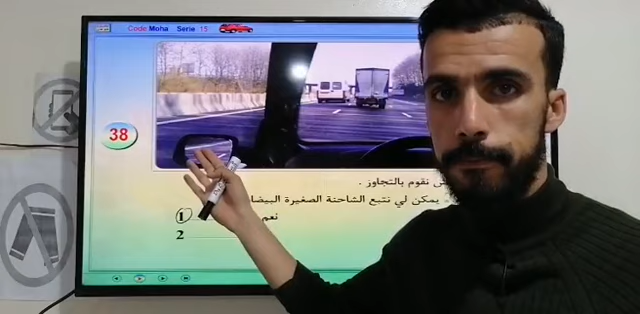 Code Moha Serie 15
38
نقوم بالتجاوز .
يمكن لي نتبع الشاحنة الصغيرة البيضا
1 نعم
2